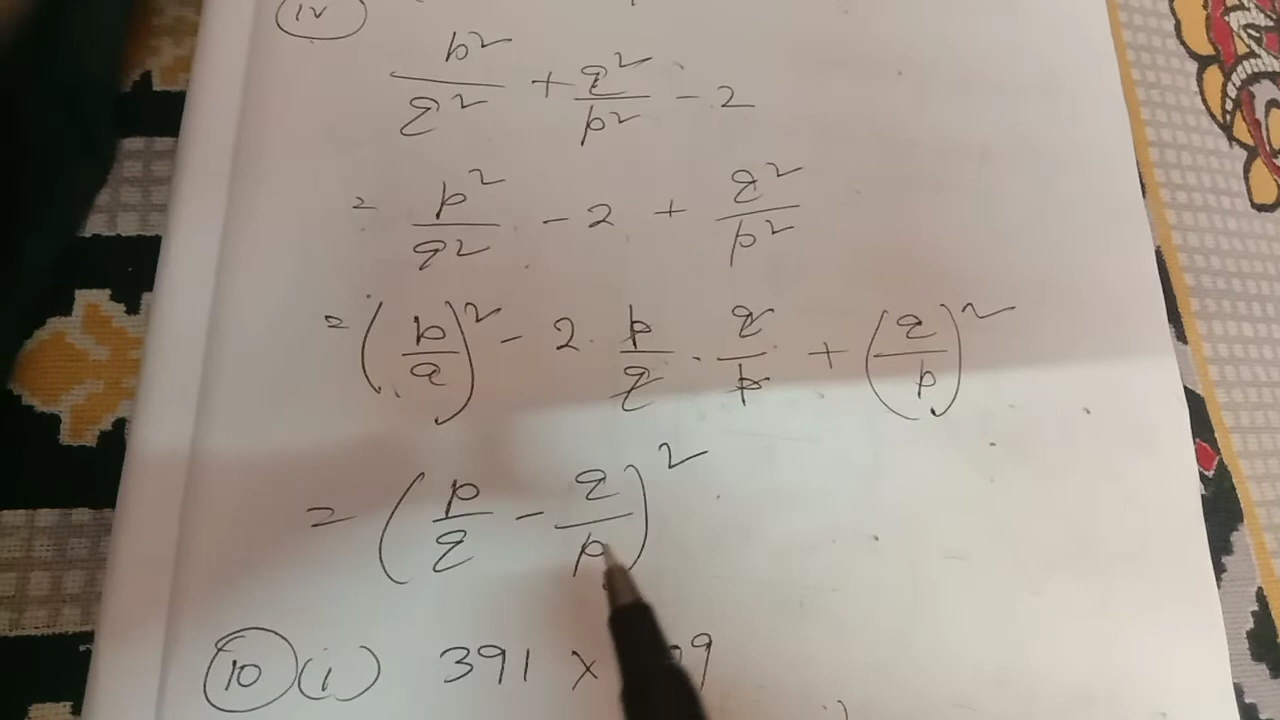 iv
p²/q² + q²/p² - 2
= p²/q² - 2 + q²/p²
= (p/q)² - 2 . p/q . q/p + (q/p)²
= (p/q - q/p)²
10 (i) 391 ×